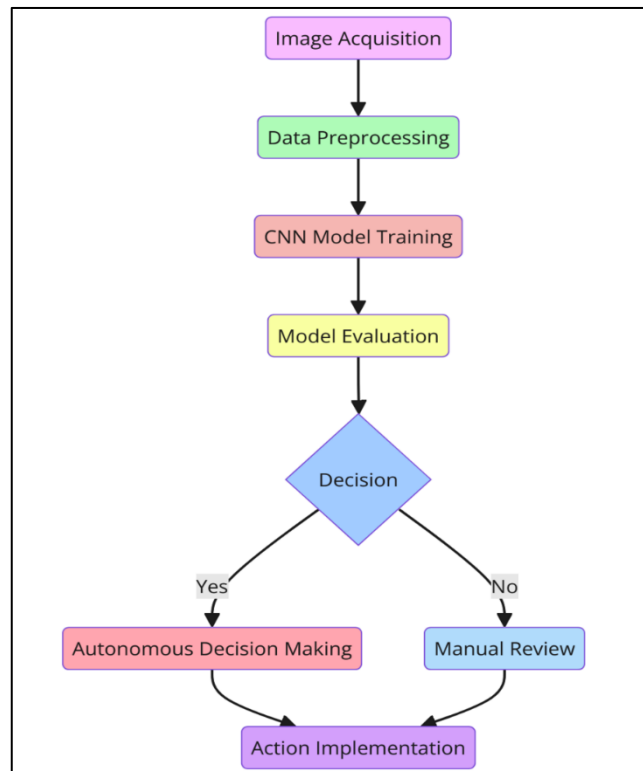 Image Acquisition
Data Preprocessing
CNN Model Training
Model Evaluation
Decision
Yes
No
Autonomous Decision Making
Manual Review
Action Implementation